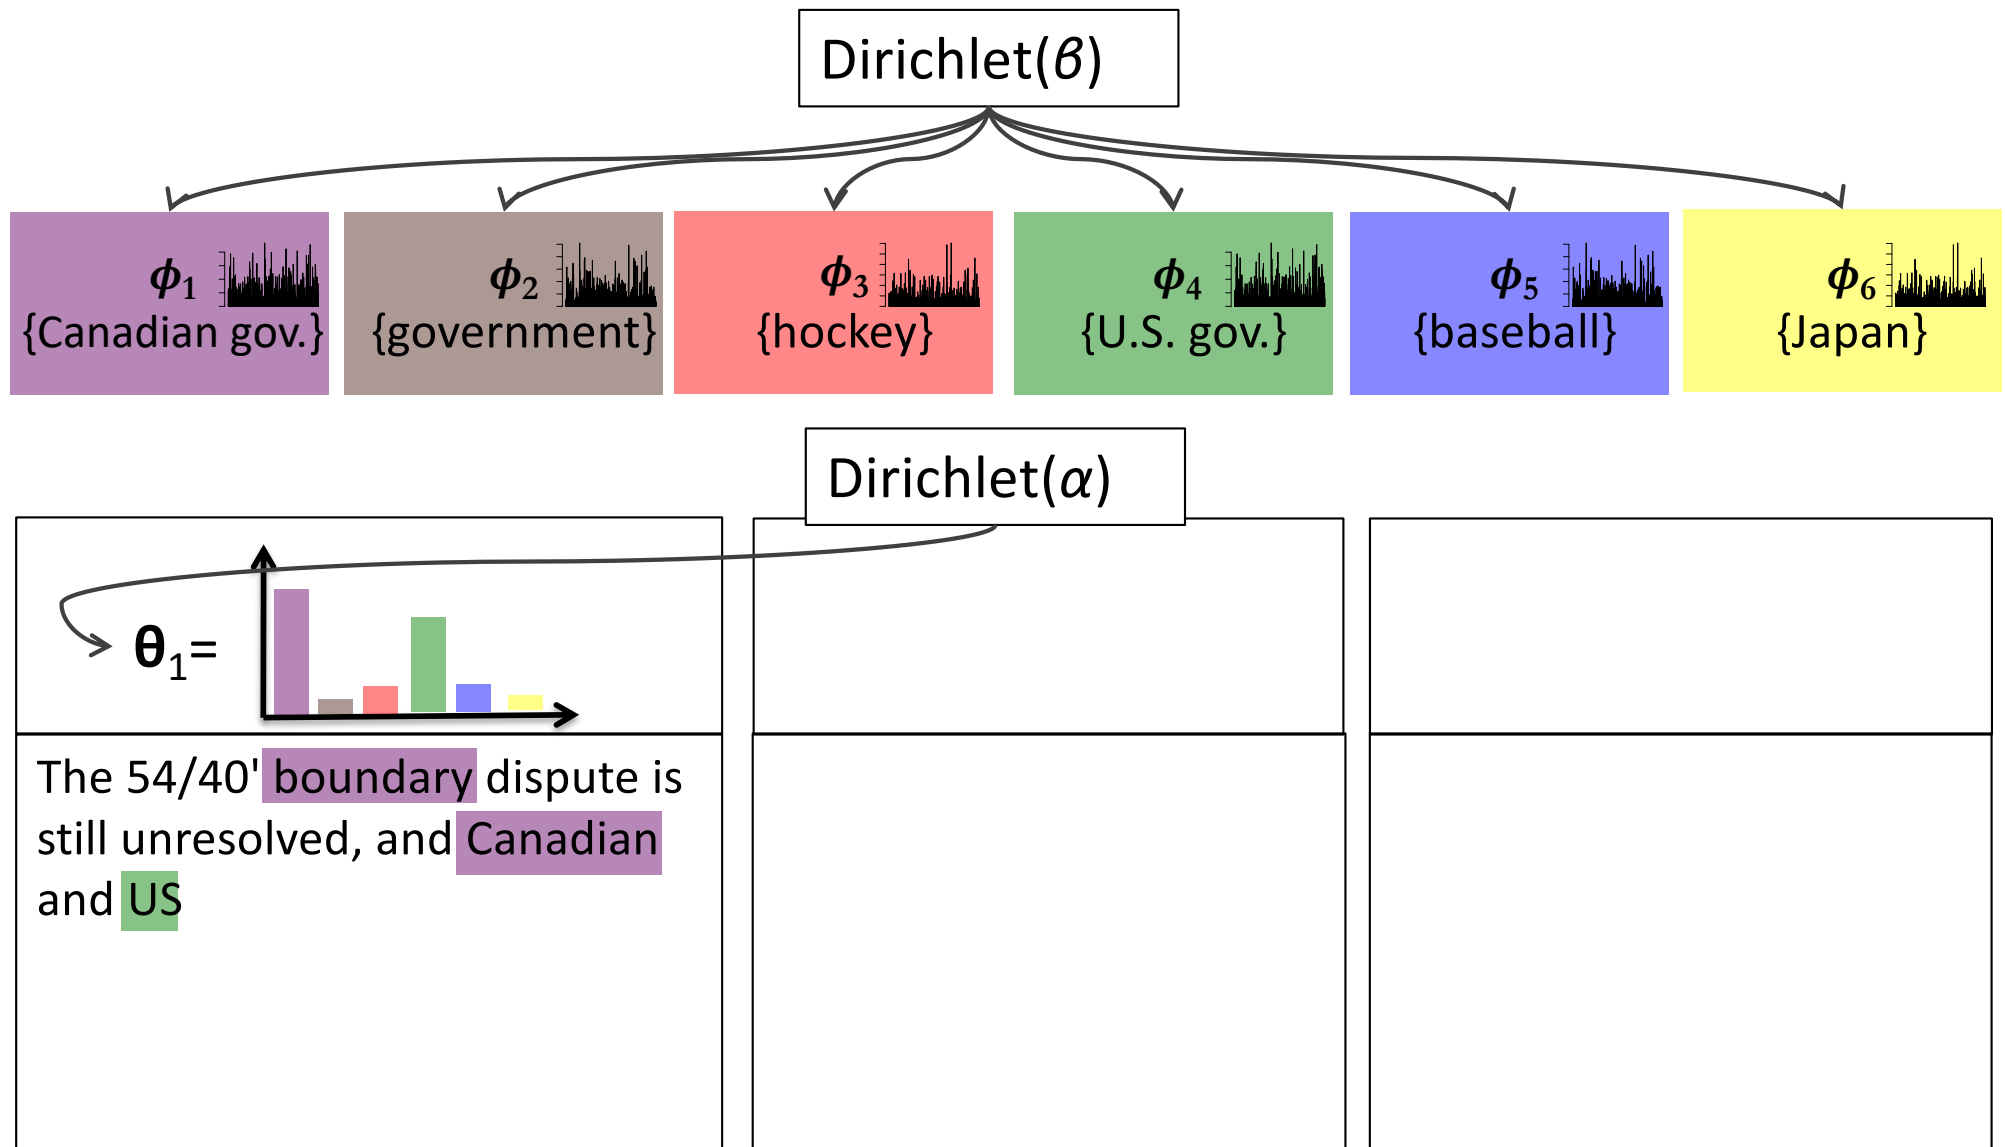 Dirichlet(β)
ϕ1 ϕ2 ϕ3 ϕ4 ϕ5 ϕ6
{Canadian gov.} {government} {hockey} {U.S. gov.} {baseball} {Japan}
Dirichlet(α)
θ1=
The 54/40' boundary dispute is
still unresolved, and Canadian
and US